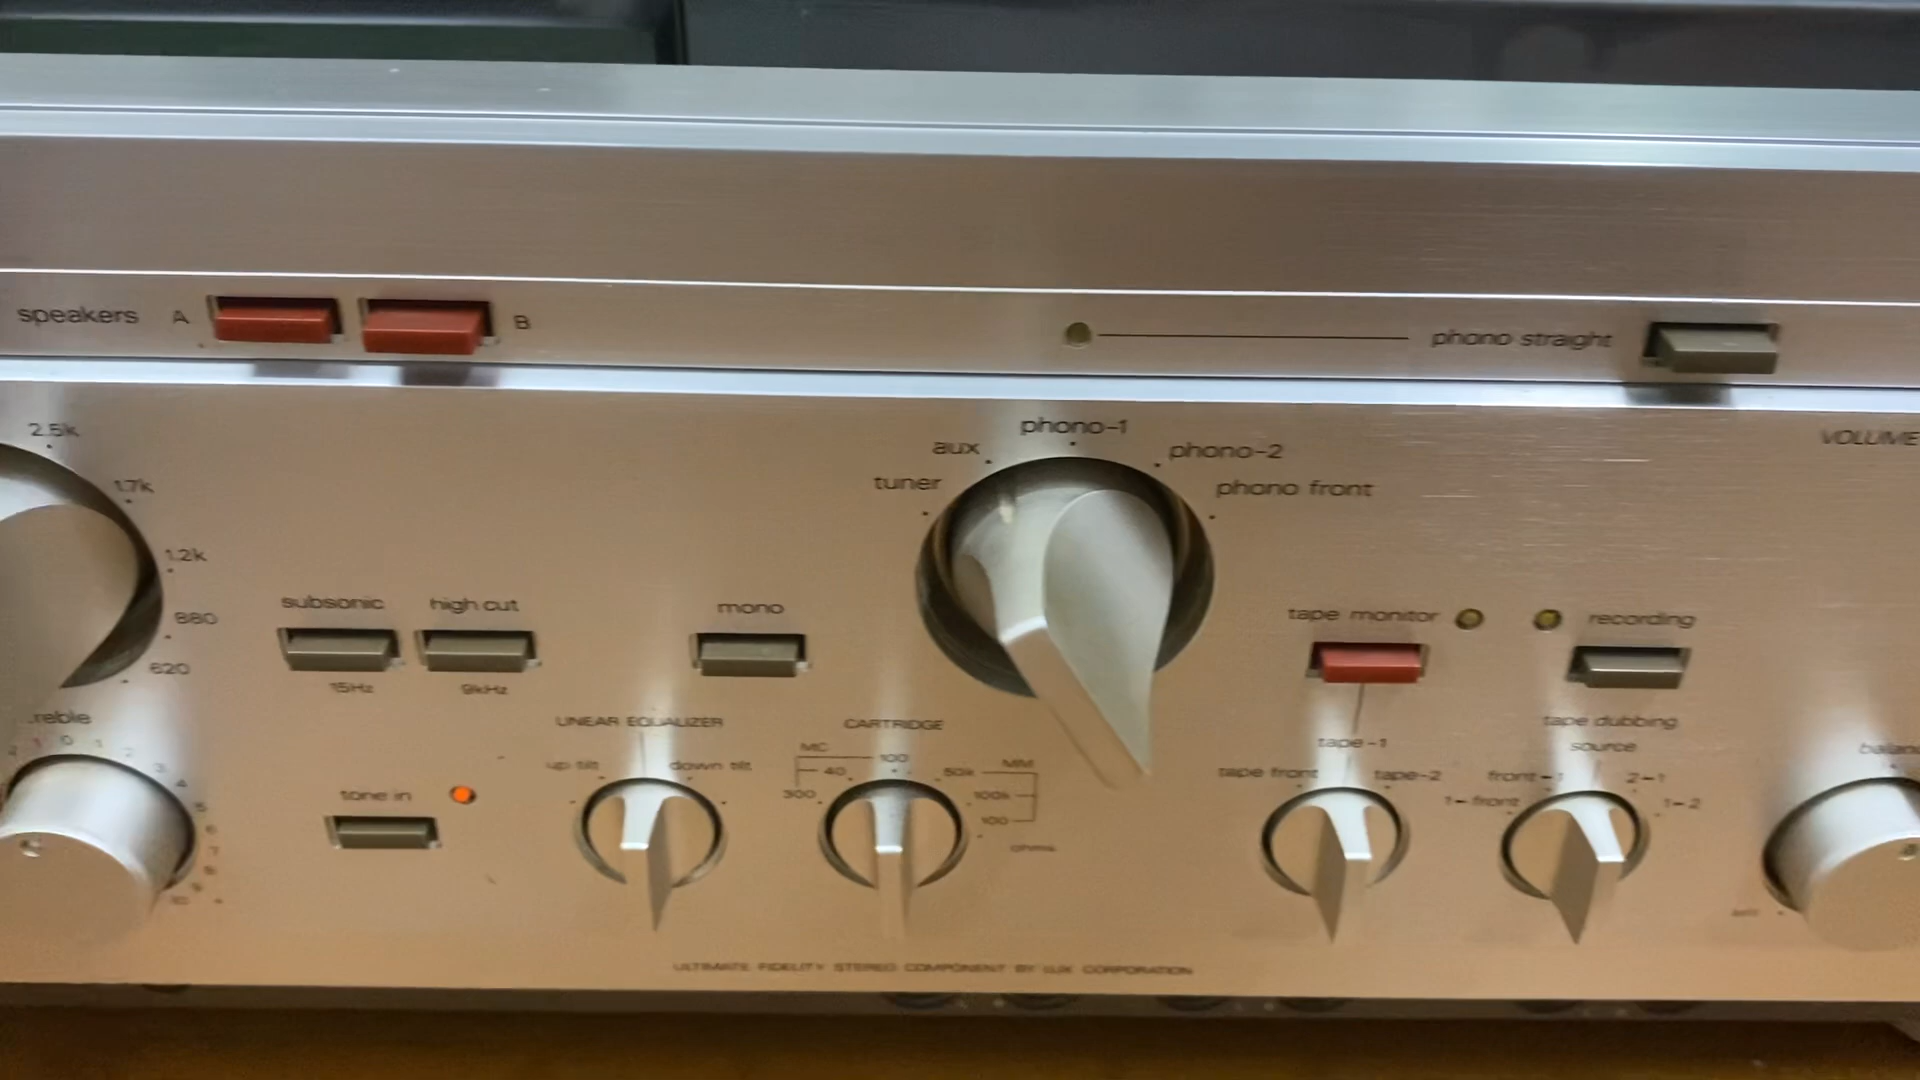 speakers A B
phono straight
VOLUME
2.5k
1.7k
1.2k
880
620
tuner aux phono-1 phono-2 phono front
subsonic
15Hz
high cut
9kHz
mono
tape monitor
recording
LINEAR EQUALIZER
up tilt down tilt
CARTRIDGE
MC
300 40 100 50k 100k 100
MM
ohms
tape front tape-1 tape-2
tape dubbing
source
1-front front-1 2-1 1-2
tone in
ULTIMATE FIDELITY STEREO COMPONENT BY LUX CORPORATION